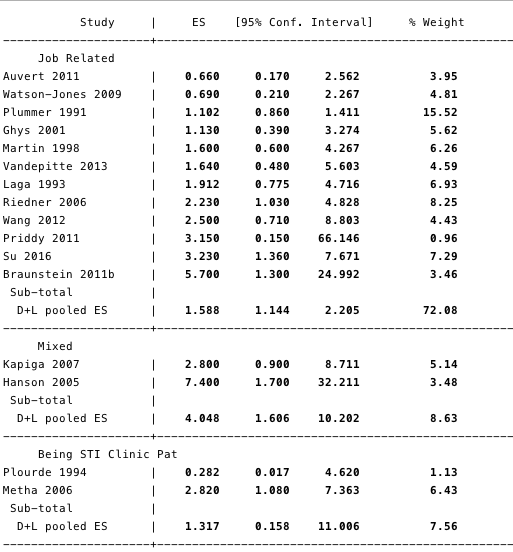 Study | ES [95% Conf. Interval] % Weight
Job Related
Auvert 2011 | 0.660 0.170 2.562 3.95
Watson-Jones 2009 | 0.690 0.210 2.267 4.81
Plummer 1991 | 1.102 0.860 1.411 15.52
Ghys 2001 | 1.130 0.390 3.274 5.62
Martin 1998 | 1.600 0.600 4.267 6.26
Vandepitte 2013 | 1.640 0.480 5.603 4.59
Laga 1993 | 1.912 0.775 4.716 6.93
Riedner 2006 | 2.230 1.030 4.828 8.25
Wang 2012 | 2.500 0.710 8.803 4.43
Priddy 2011 | 3.150 0.150 66.146 0.96
Su 2016 | 3.230 1.360 7.671 7.29
Braunstein 2011b | 5.700 1.300 24.992 3.46
Sub-total |
D+L pooled ES | 1.588 1.144 2.205 72.08
Mixed
Kapiga 2007 | 2.800 0.900 8.711 5.14
Hanson 2005 | 7.400 1.700 32.211 3.48
Sub-total |
D+L pooled ES | 4.048 1.606 10.202 8.63
Being STI Clinic Pat
Plourde 1994 | 0.282 0.017 4.620 1.13
Metha 2006 | 2.820 1.080 7.363 6.43
Sub-total |
D+L pooled ES | 1.317 0.158 11.006 7.56